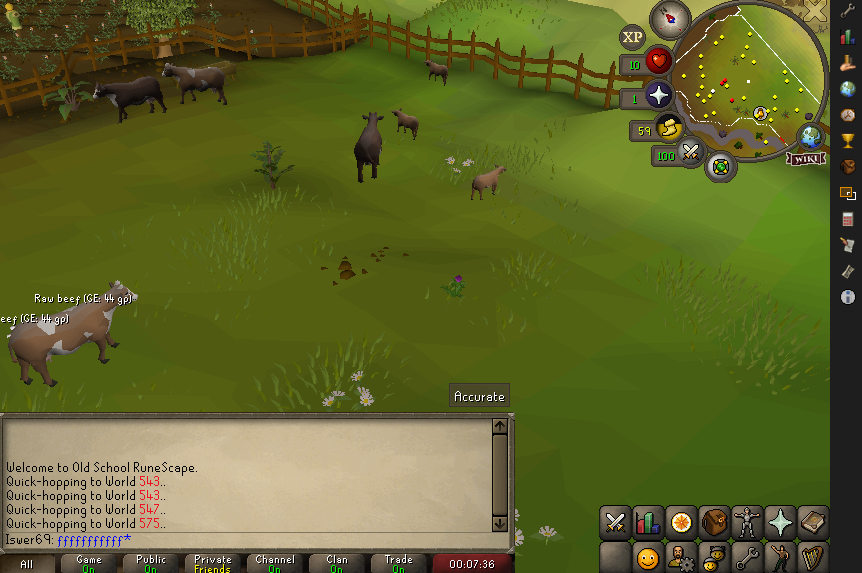 XP
10
1
59
100
WIKI
Raw beef (GE: 44 gp)
eef (GE: 44 gp)
Accurate
Welcome to Old School RuneScape.
Quick-hopping to World 543..
Quick-hopping to World 543..
Quick-hopping to World 547..
Quick-hopping to World 575..
Iswer69: fffffffffff*
All
Game
On
Public
On
Private
Friends
Channel
On
Clan
On
Trade
On
00:07:36